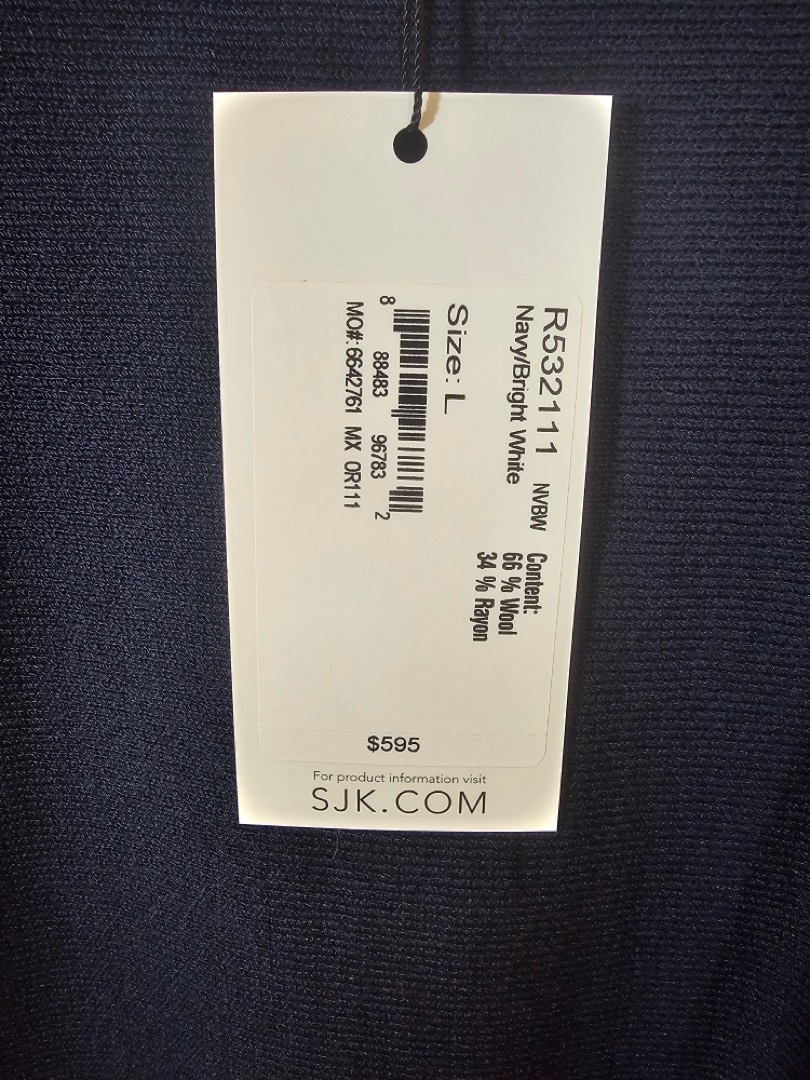 R532111 NVBW
Navy/Bright White
Content:
66 % Wool
34 % Rayon
Size: L
8 88483 96783 2
MO#: 6642761 MX OR111
$595
For product information visit
SJK.COM